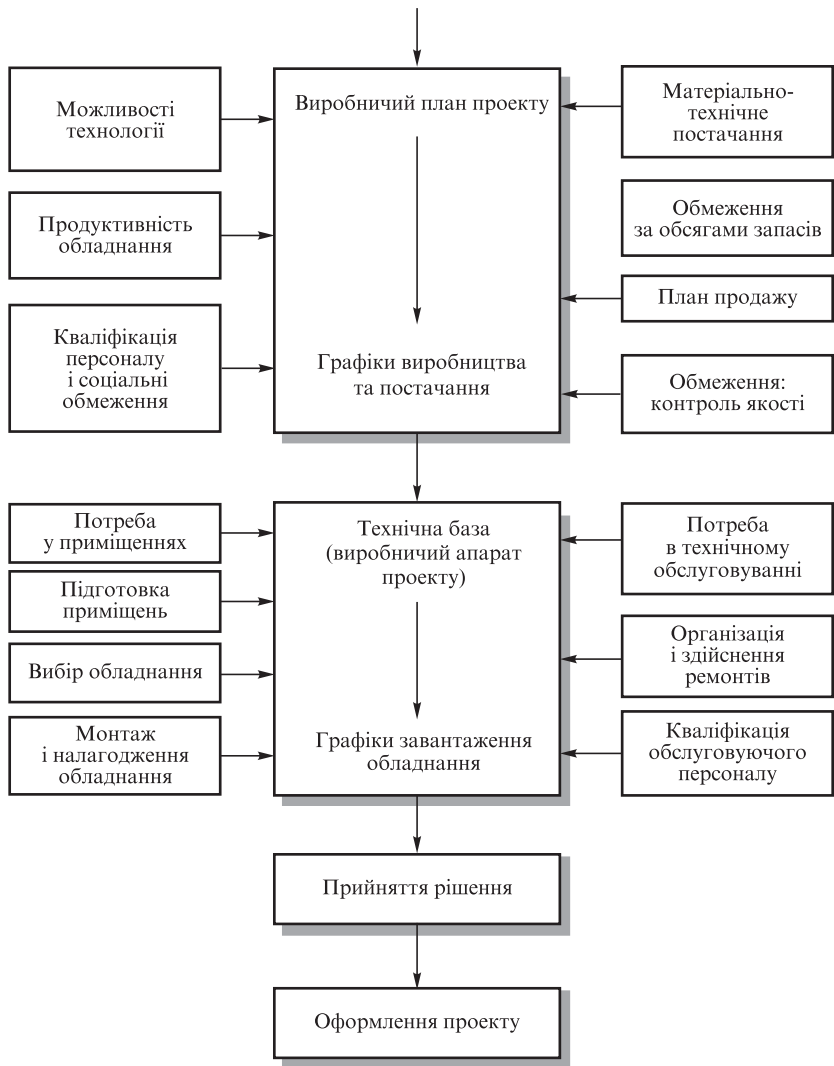 Можливості
технології
Виробничий план проекту
Матеріально-
технічне
постачання
Продуктивність
обладнання
Обмеження
за обсягами запасів
План продажу
Кваліфікація
персоналу
і соціальні
обмеження
Графіки виробництва
та постачання
Обмеження:
контроль якості
Потреба
у приміщеннях
Технічна база
(виробничий апарат
проекту)
Потреба
в технічному
обслуговуванні
Підготовка
приміщень
Вибір обладнання
Організація
і здійснення
ремонтів
Монтаж
і налагодження
обладнання
Графіки завантаження
обладнання
Кваліфікація
обслуговуючого
персоналу
Прийняття рішення
Оформлення проекту